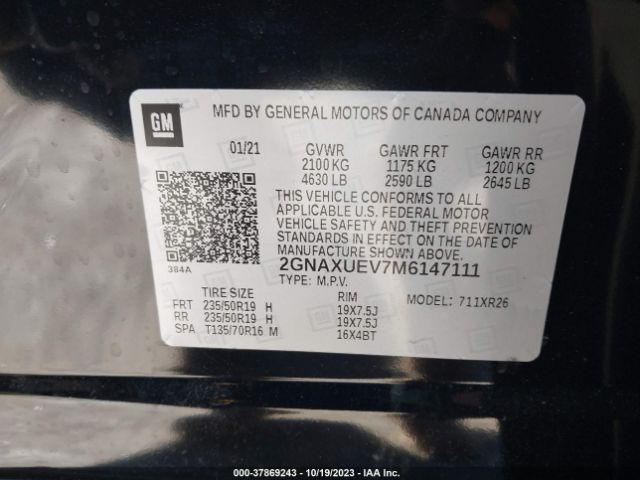 GM
MFD BY GENERAL MOTORS OF CANADA COMPANY
01/21 GVWR GAWR FRT GAWR RR
2100 KG 1175 KG 1200 KG
4630 LB 2590 LB 2645 LB
THIS VEHICLE CONFORMS TO ALL
APPLICABLE U.S. FEDERAL MOTOR
VEHICLE SAFETY AND THEFT PREVENTION
STANDARDS IN EFFECT ON THE DATE OF
MANUFACTURE SHOWN ABOVE.
384A
2GNAXUEV7M6147111
TYPE: M.P.V.
TIRE SIZE RIM MODEL: 711XR26
FRT 235/50R19 H 19X7.5J
RR 235/50R19 H 19X7.5J
SPA T135/70R16 M 16X4BT
000-37869243 | 10/19/2023 | IAA Inc.